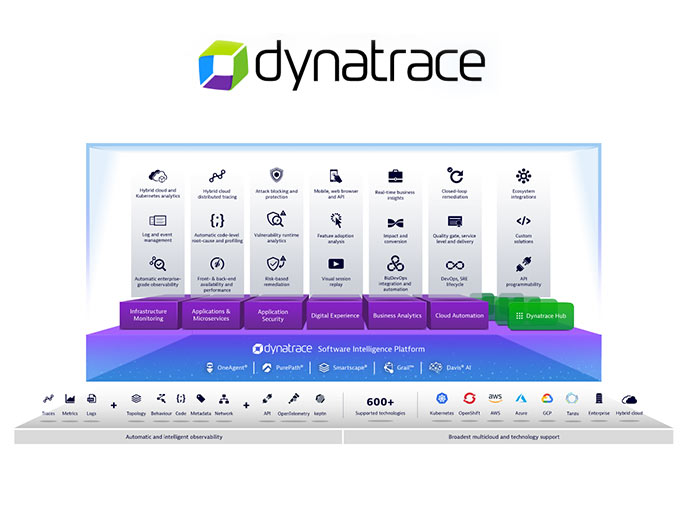 dynatrace
Hybrid cloud and
Kubernetes analytics
Hybrid cloud
distributed tracing
Attack blocking and
protection
Mobile, web browser
and API
Real-time business
insights
Closed-loop
remediation
Ecosystem
integrations
Log and event
management
Automatic code-level
root-cause and profiling
Vulnerability runtime
analytics
Feature adoption
analysis
Impact and
conversion
Quality gate, service
level and delivery
Custom
solutions
Automatic enterprise-
grade observability
Front- & back-end
availability and
performance
Risk-based
remediation
Visual session
replay
BizDevOps
integration and
automation
DevOps, SRE
lifecycle
API
programmability
Infrastructure
Monitoring
Applications &
Microservices
Application
Security
Digital Experience
Business Analytics
Cloud Automation
Dynatrace Hub
dynatrace Software Intelligence Platform
OneAgent® PurePath® Smartscape® Grail™ Davis® AI
Traces Metrics Logs + Topology Behaviour Code Metadata Network + API OpenTelemetry keptn
600+
Supported technologies
aws
Kubernetes OpenShift AWS Azure GCP Tanzu Enterprise Hybrid cloud
Automatic and intelligent observability
Broadest multicloud and technology support